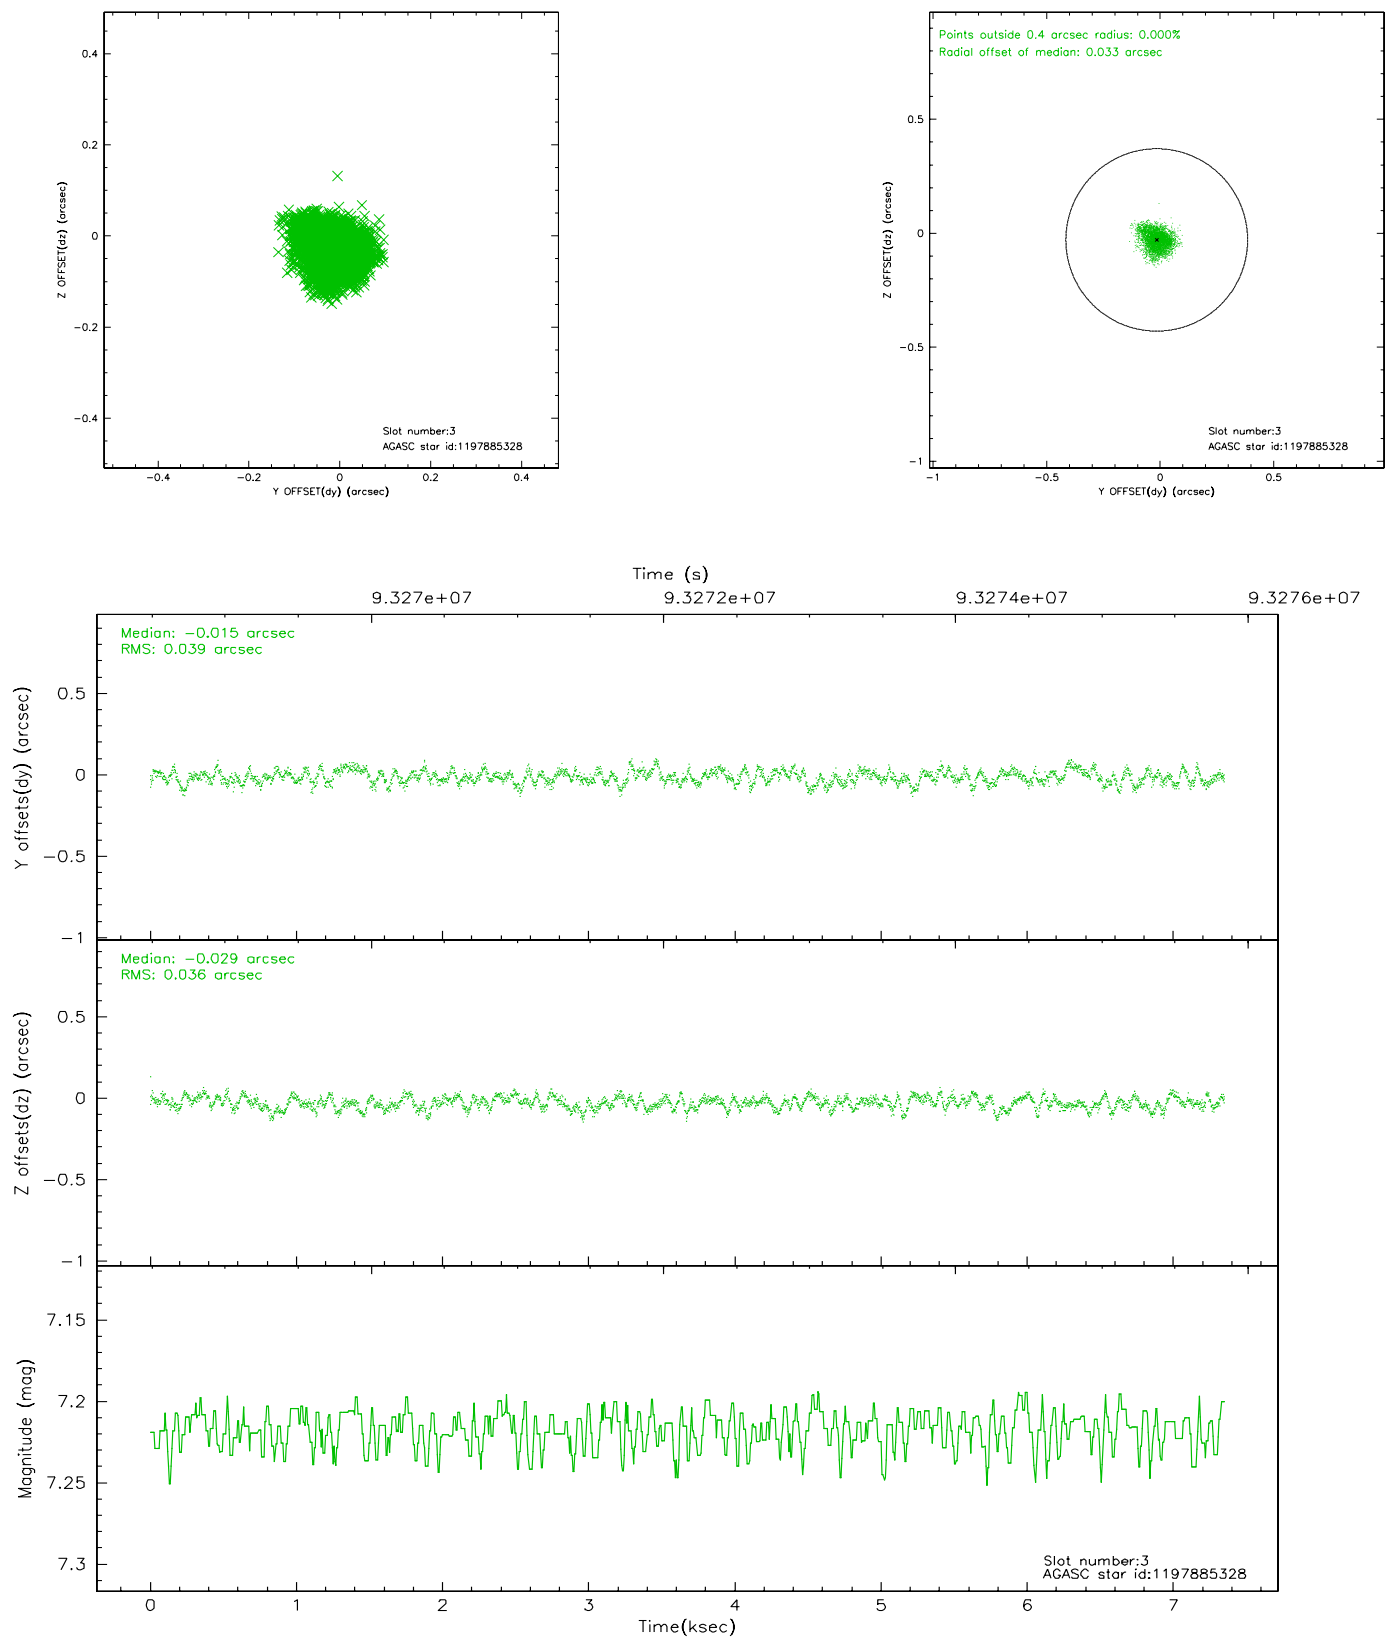 0.4
0.2
0
−0.2
−0.4
Z OFFSET(dz) (arcsec)
−0.4 −0.2 0 0.2 0.4
Y OFFSET(dy) (arcsec)
Slot number:3
AGASC star id:1197885328
Points outside 0.4 arcsec radius: 0.000%
Radial offset of median: 0.033 arcsec
0.5
0
−0.5
−1
Z OFFSET(dz) (arcsec)
−1 −0.5 0 0.5
Y OFFSET(dy) (arcsec)
Slot number:3
AGASC star id:1197885328
Time (s)
9.327e+07 9.3272e+07 9.3274e+07 9.3276e+07
Median: −0.015 arcsec
RMS: 0.039 arcsec
0.5
0
−0.5
−1
Y offsets(dy) (arcsec)
Median: −0.029 arcsec
RMS: 0.036 arcsec
0.5
0
−0.5
−1
Z offsets(dz) (arcsec)
7.15
7.2
7.25
7.3
Magnitude (mag)
Slot number:3
AGASC star id:1197885328
0 1 2 3 4 5 6 7
Time(ksec)